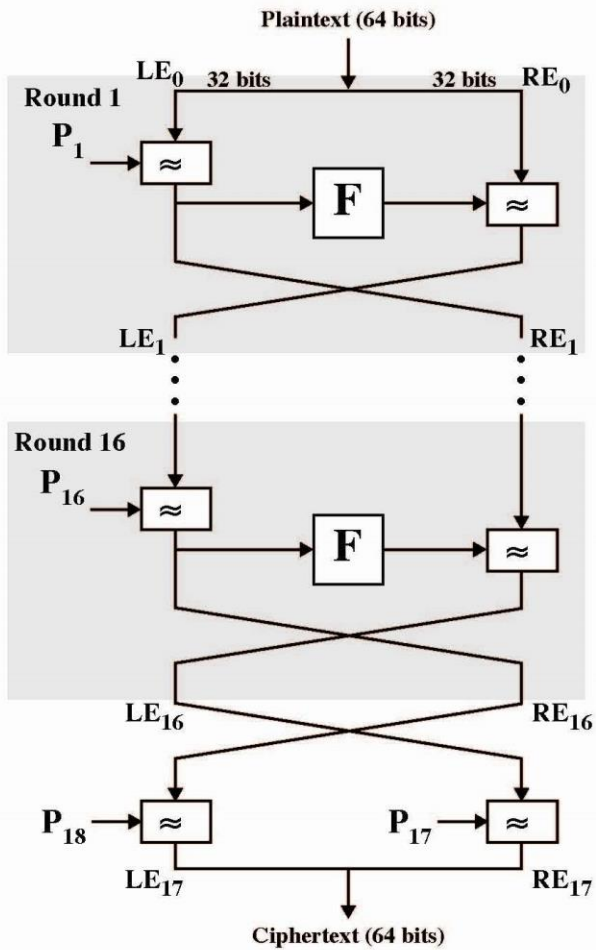 Plaintext (64 bits)
LE0 32 bits 32 bits RE0
Round 1
P1
≈
F
≈
LE1 RE1
Round 16
P16
≈
F
≈
LE16 RE16
P18 ≈ P17 ≈
LE17 RE17
Ciphertext (64 bits)